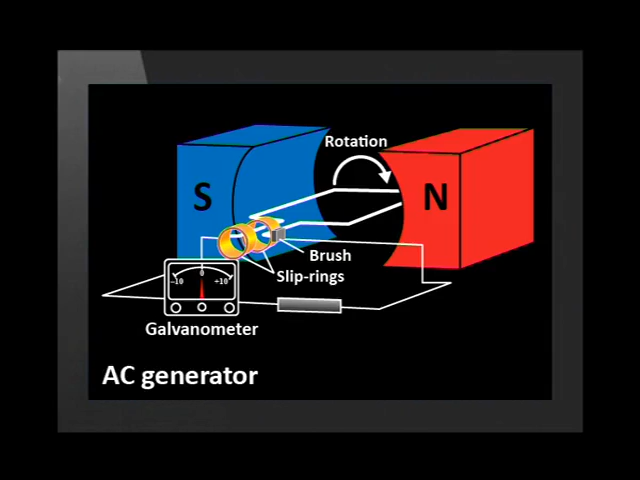 Rotation
S
N
Brush
Slip-rings
-10
0
+10
Galvanometer
AC generator